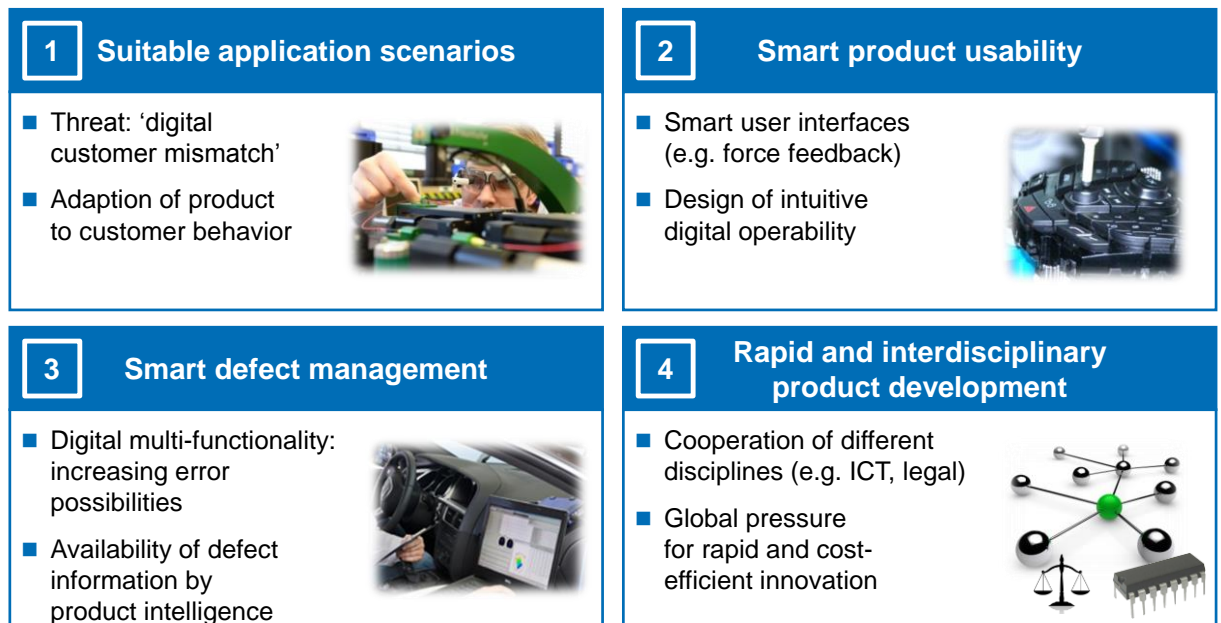 1
Suitable application scenarios
Threat: ‘digital
customer mismatch’
Adaption of product
to customer behavior
2
Smart product usability
Smart user interfaces
(e.g. force feedback)
Design of intuitive
digital operability
3
Smart defect management
Digital multi-functionality:
increasing error
possibilities
Availability of defect
information by
product intelligence
4
Rapid and interdisciplinary
product development
Cooperation of different
disciplines (e.g. ICT, legal)
Global pressure
for rapid and cost-
efficient innovation